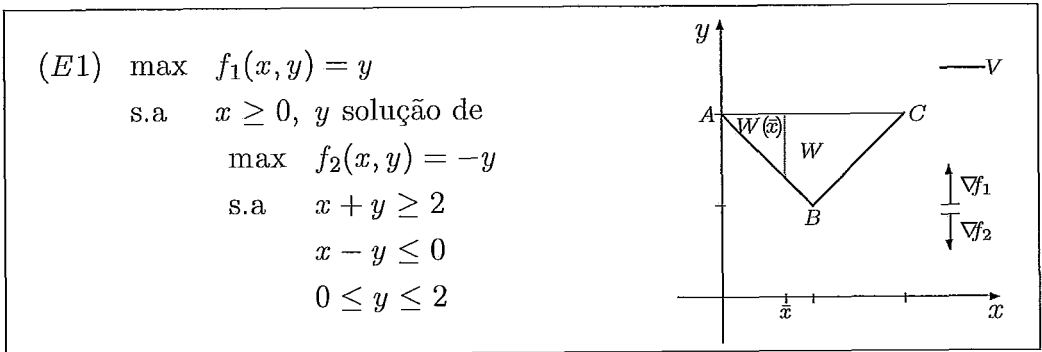 (E1) max f₁(x, y) = y
s.a x ≥ 0, y solução de
max f₂(x, y) = −y
s.a x + y ≥ 2
x − y ≤ 0
0 ≤ y ≤ 2
y
V
A
C
W(x̄)
W
B
∇f₁
∇f₂
x̄
x